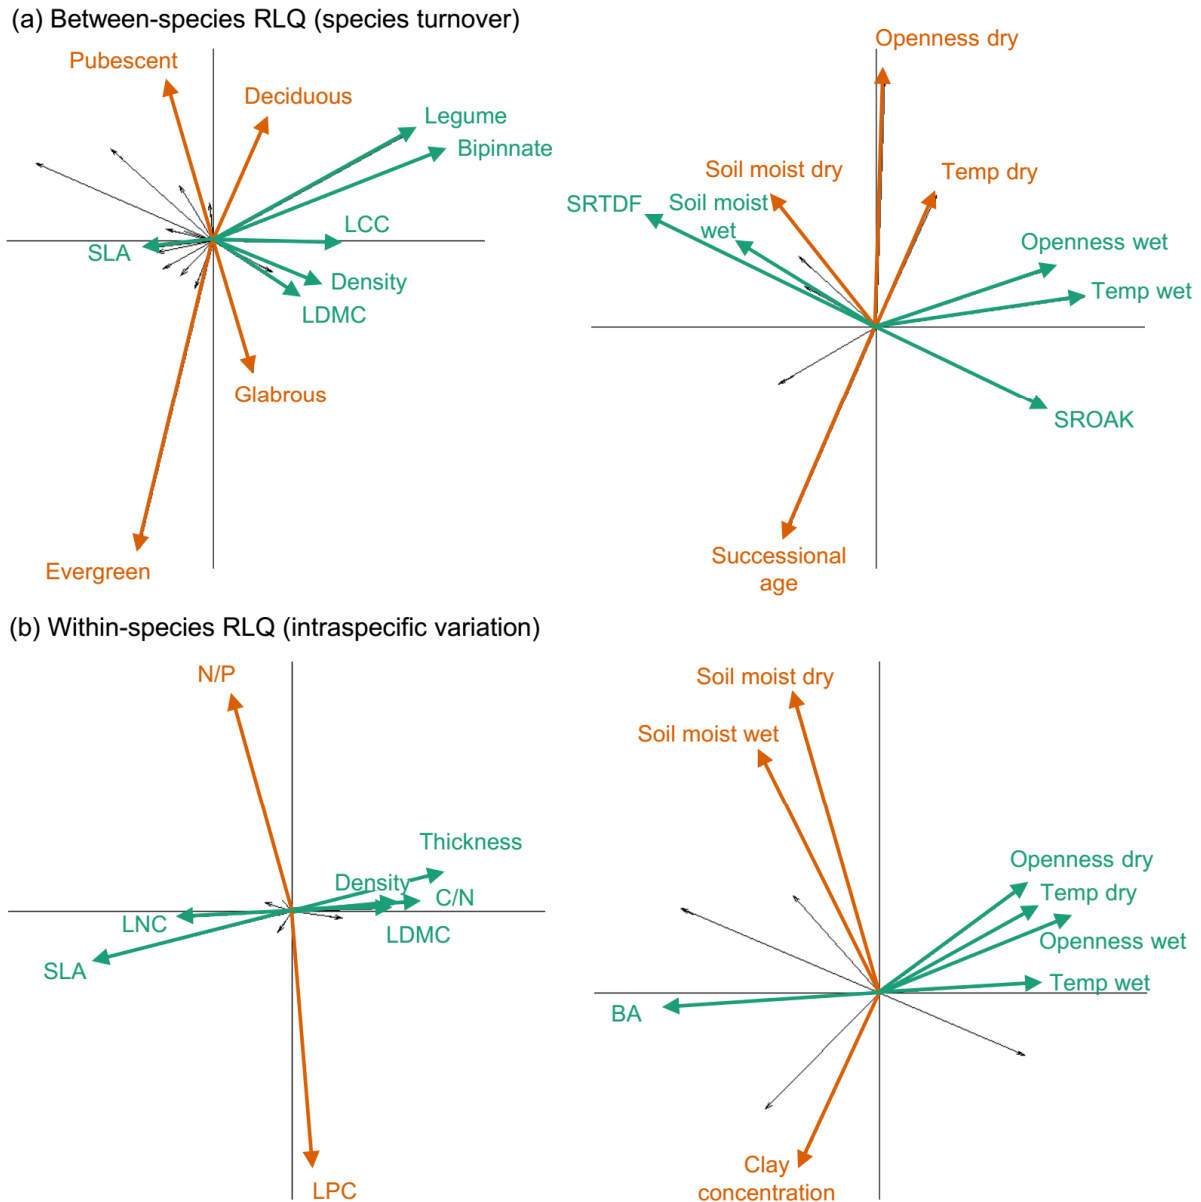 (a) Between-species RLQ (species turnover)
Pubescent
Deciduous
Legume
Bipinnate
LCC
SLA
Density
LDMC
Glabrous
Evergreen
Openness dry
Soil moist dry
Temp dry
SRTDF
Soil moist
wet
Openness wet
Temp wet
SROAK
Successional
age
(b) Within-species RLQ (intraspecific variation)
N/P
Thickness
Density
C/N
LNC
LDMC
SLA
LPC
Soil moist dry
Soil moist wet
Openness dry
Temp dry
Openness wet
Temp wet
BA
Clay
concentration